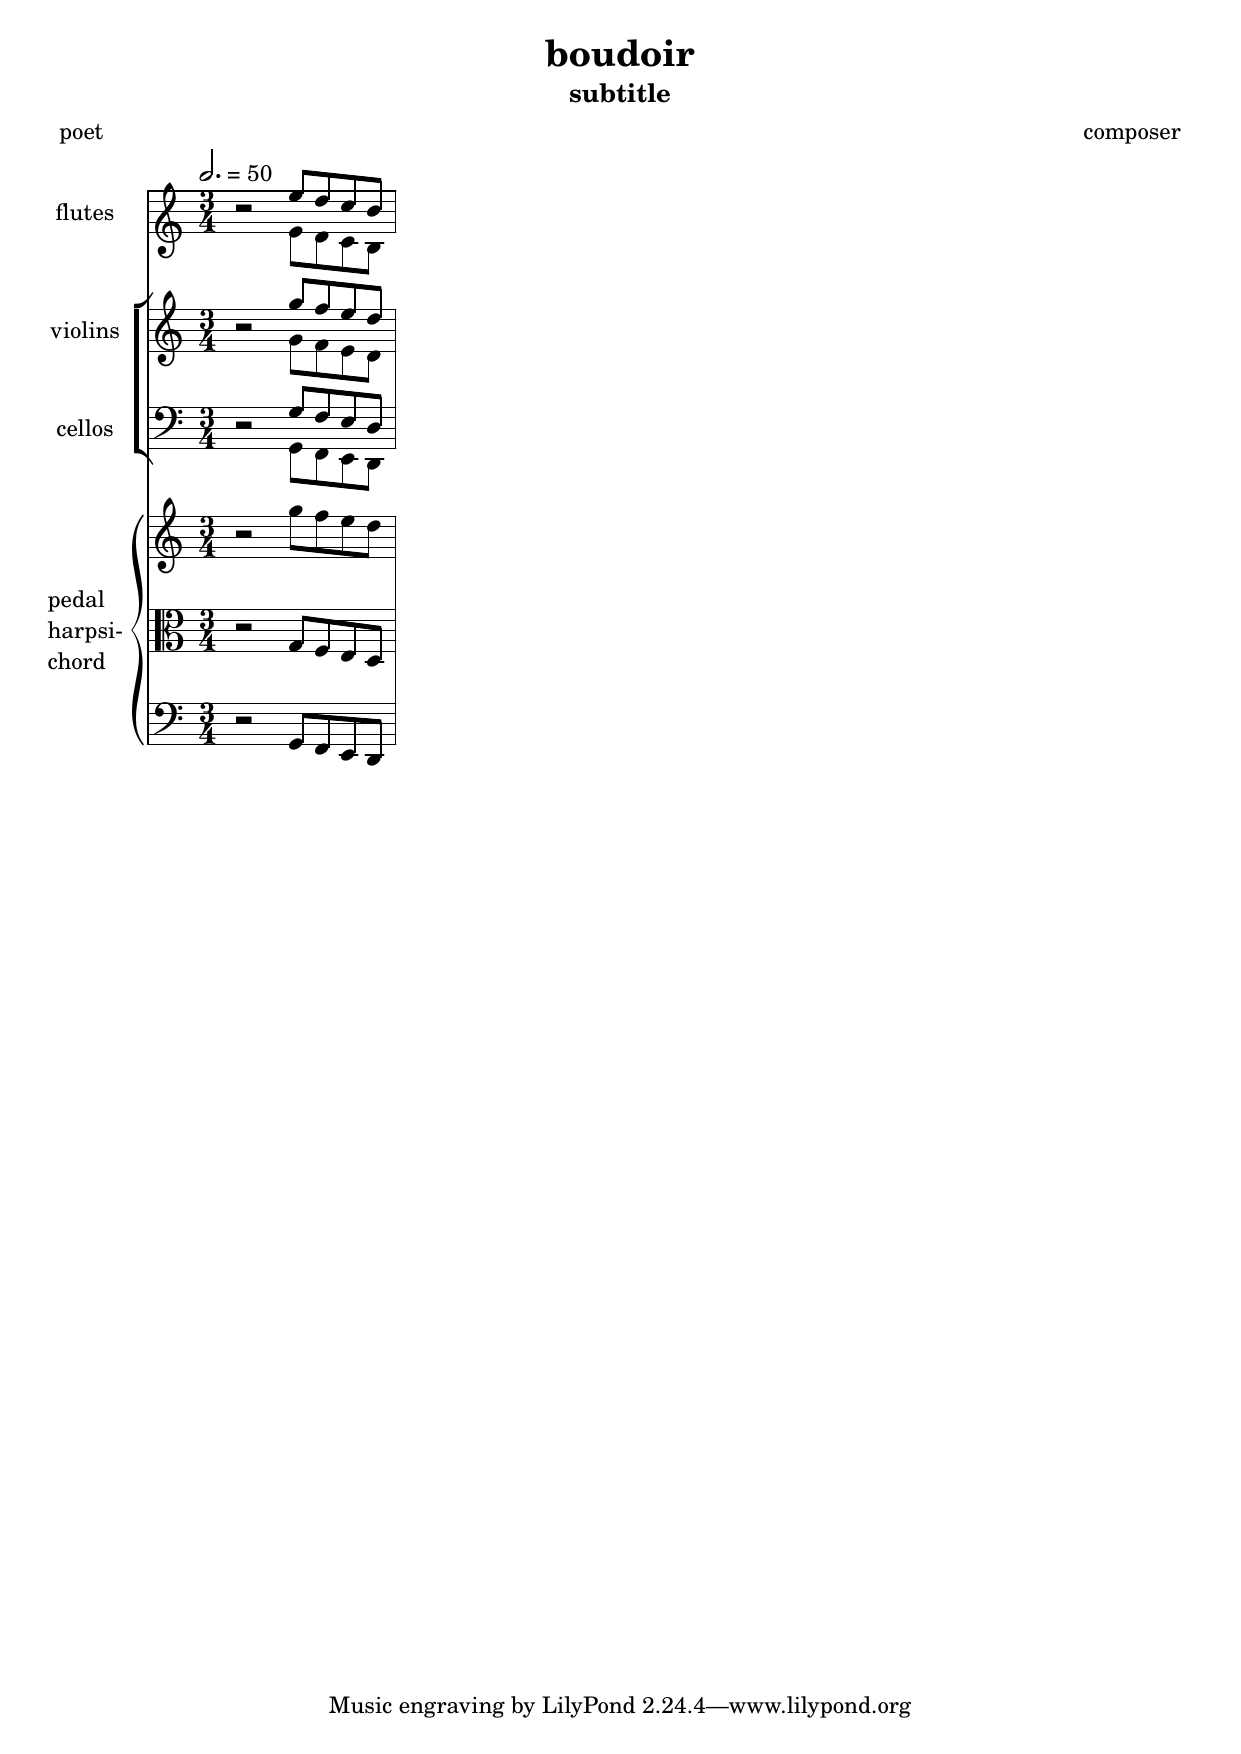 boudoir
subtitle
poet composer
= 50
flutes
violins
cellos
pedal
harpsi-
chord
Music engraving by LilyPond 2.24.4—www.lilypond.org